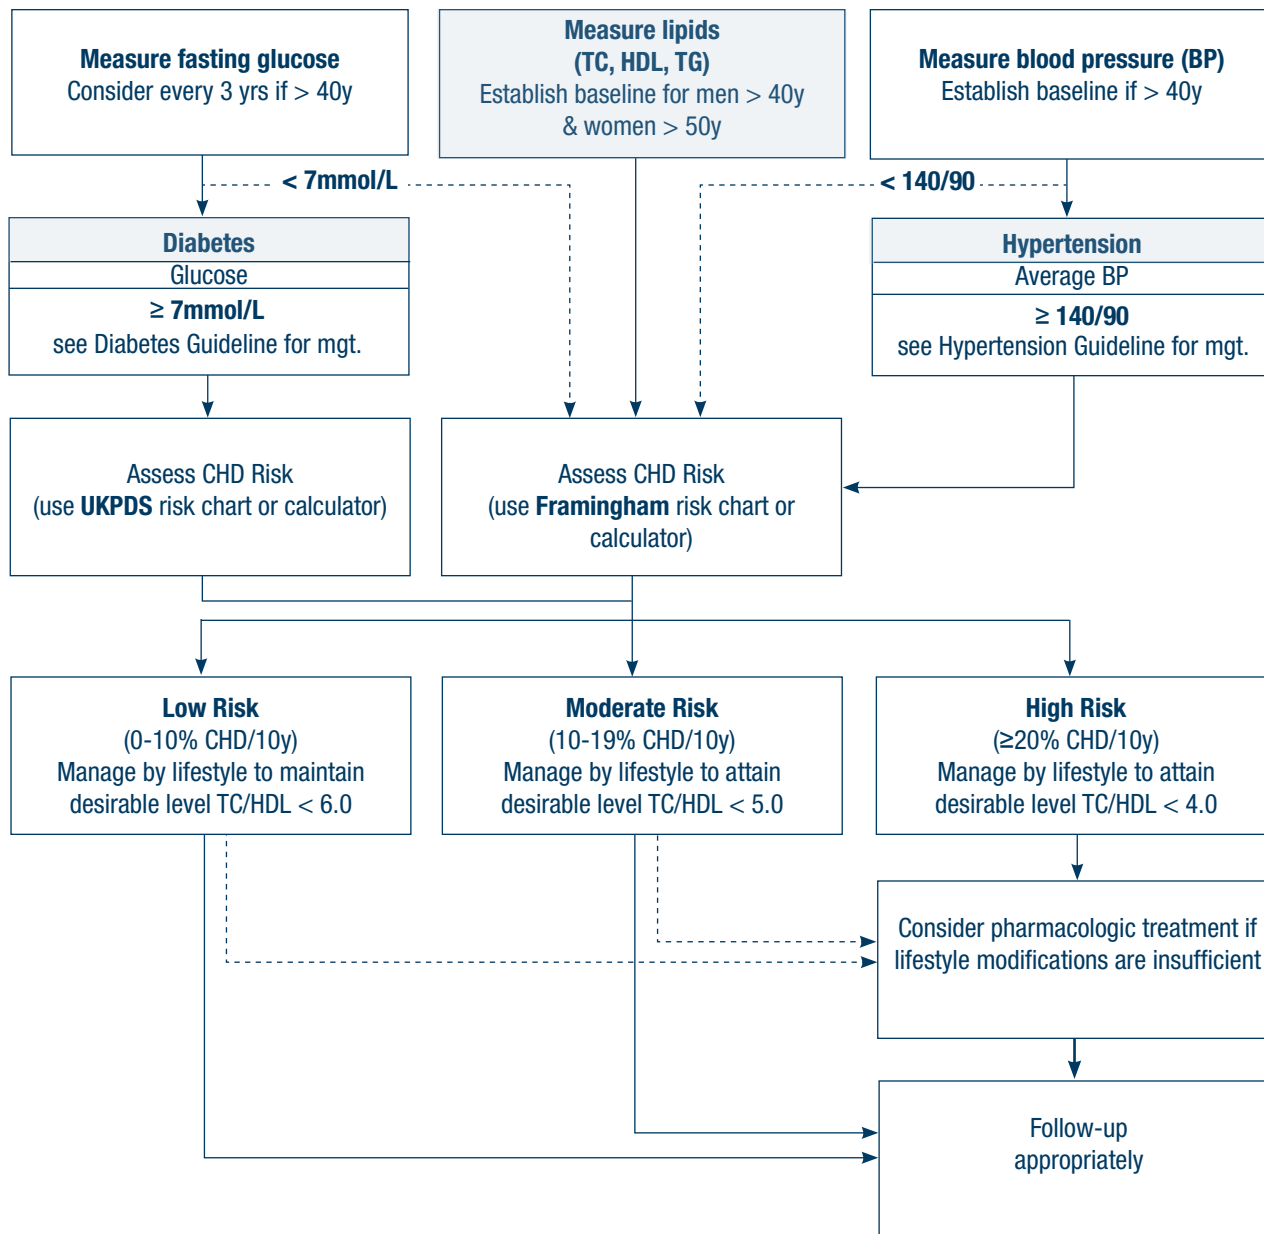 Measure fasting glucose
Consider every 3 yrs if > 40y
Measure lipids
(TC, HDL, TG)
Establish baseline for men > 40y
& women > 50y
Measure blood pressure (BP)
Establish baseline if > 40y
< 7mmol/L
< 140/90
Diabetes
Glucose
≥ 7mmol/L
see Diabetes Guideline for mgt.
Hypertension
Average BP
≥ 140/90
see Hypertension Guideline for mgt.
Assess CHD Risk
(use UKPDS risk chart or calculator)
Assess CHD Risk
(use Framingham risk chart or
calculator)
Low Risk
(0-10% CHD/10y)
Manage by lifestyle to maintain
desirable level TC/HDL < 6.0
Moderate Risk
(10-19% CHD/10y)
Manage by lifestyle to attain
desirable level TC/HDL < 5.0
High Risk
(≥20% CHD/10y)
Manage by lifestyle to attain
desirable level TC/HDL < 4.0
Consider pharmacologic treatment if
lifestyle modifications are insufficient
Follow-up
appropriately